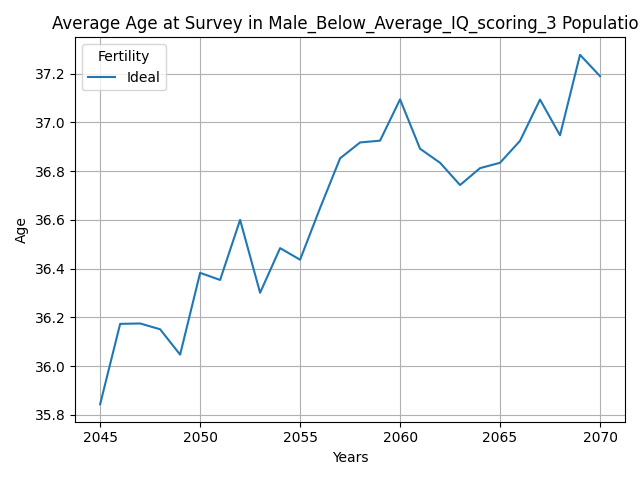 Average Age at Survey in Male_Below_Average_IQ_scoring_3 Populatio
Fertility
Ideal
37.2
37.0
36.8
36.6
36.4
36.2
36.0
35.8
Age
2045 2050 2055 2060 2065 2070
Years